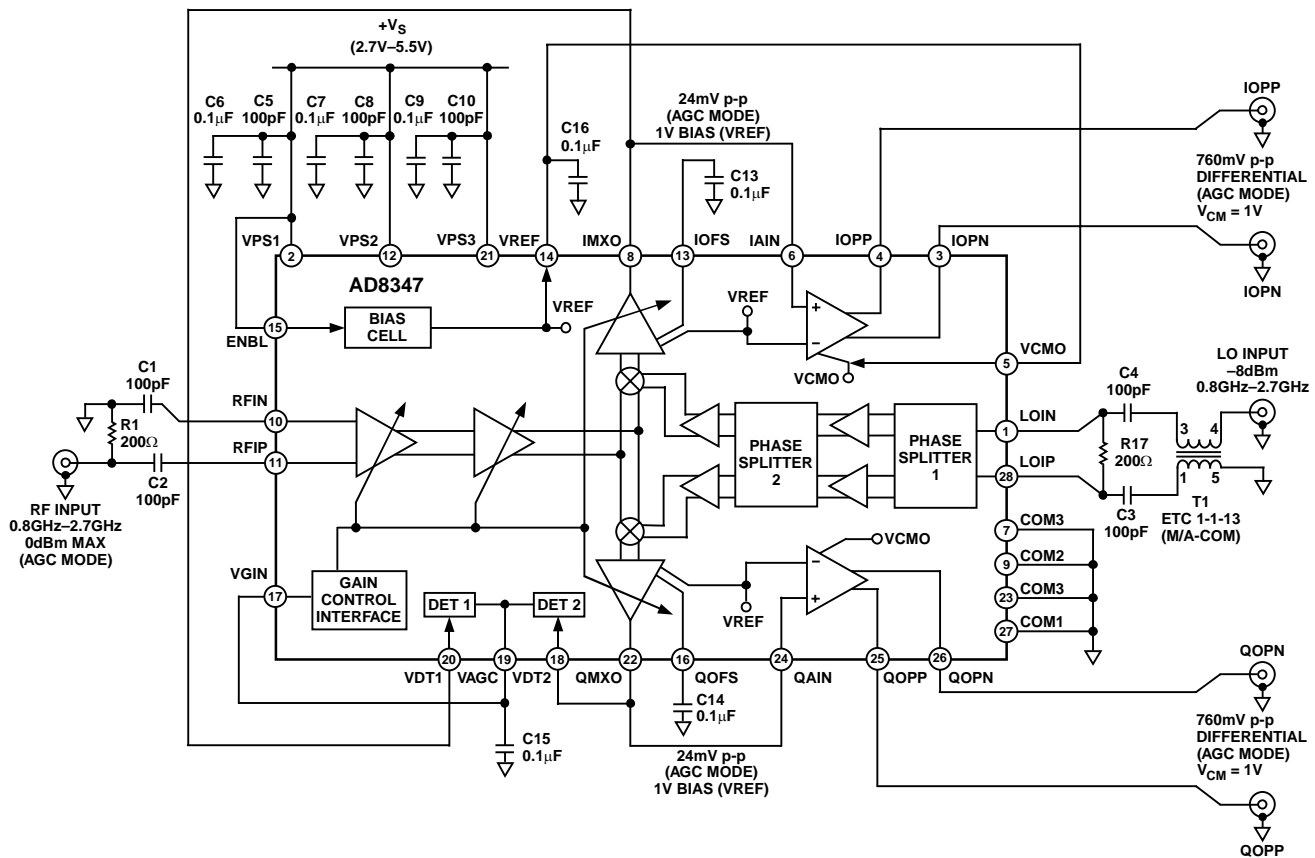 +VS
(2.7V–5.5V)
C6
0.1μF
C5
100pF
C7
0.1μF
C8
100pF
C9
0.1μF
C10
100pF
C16
0.1μF
24mV p-p
(AGC MODE)
1V BIAS (VREF)
C13
0.1μF
IOPP
760mV p-p
DIFFERENTIAL
(AGC MODE)
VCM = 1V
IOPN
VPS1
VPS2
VPS3
VREF
IMXO
IOFS
IAIN
IOPP
IOPN
2
12
21
14
8
13
6
4
3
AD8347
VREF
VREF
BIAS
CELL
15
ENBL
+
–
VCMO
5
VCMO
LO INPUT
–8dBm
0.8GHz–2.7GHz
C1
100pF
R1
200Ω
C2
100pF
RFIN
10
RFIP
11
RF INPUT
0.8GHz–2.7GHz
0dBm MAX
(AGC MODE)
PHASE
SPLITTER
2
PHASE
SPLITTER
1
LOIN
1
LOIP
28
C4
100pF
R17
200Ω
C3
100pF
3
4
1
5
T1
ETC 1-1-13
(M/A-COM)
COM3
7
COM2
9
COM3
23
COM1
27
VGIN
17
GAIN
CONTROL
INTERFACE
DET 1
DET 2
VCMO
–
+
VREF
20
19
18
22
16
24
25
26
VDT1
VAGC
VDT2
QMXO
QOFS
QAIN
QOPP
QOPN
C14
0.1μF
C15
0.1μF
24mV p-p
(AGC MODE)
1V BIAS (VREF)
QOPN
760mV p-p
DIFFERENTIAL
(AGC MODE)
VCM = 1V
QOPP